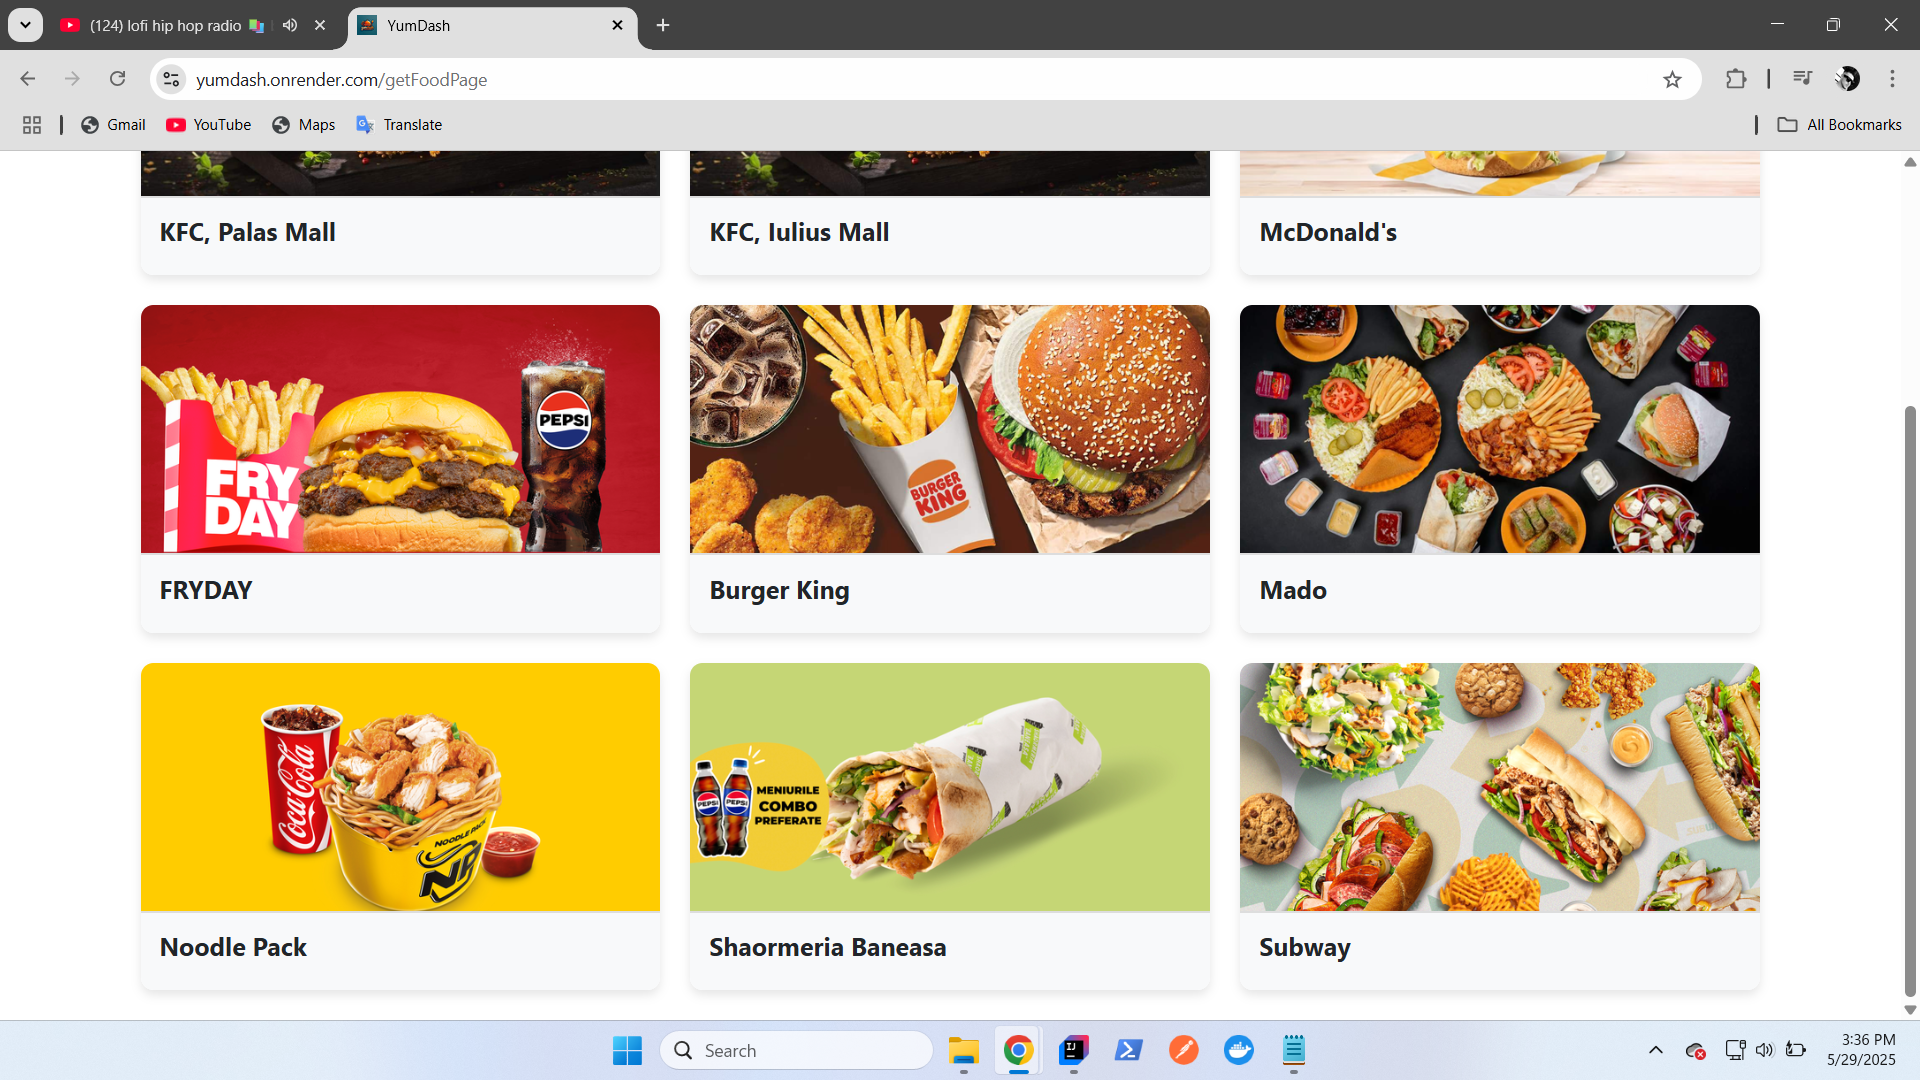 (124) lofi hip hop radio
YumDash
yumdash.onrender.com/getFoodPage
Gmail
YouTube
Maps
Translate
All Bookmarks
KFC, Palas Mall
KFC, Iulius Mall
McDonald's
FRY
DAY
PEPSI
BURGER
KING
FRYDAY
Burger King
Mado
Coca-Cola
NOODLE PACK
NP
PEPSI
PEPSI
MENIURILE
COMBO
PREFERATE
Noodle Pack
Shaormeria Baneasa
Subway
Search
3:36 PM
5/29/2025